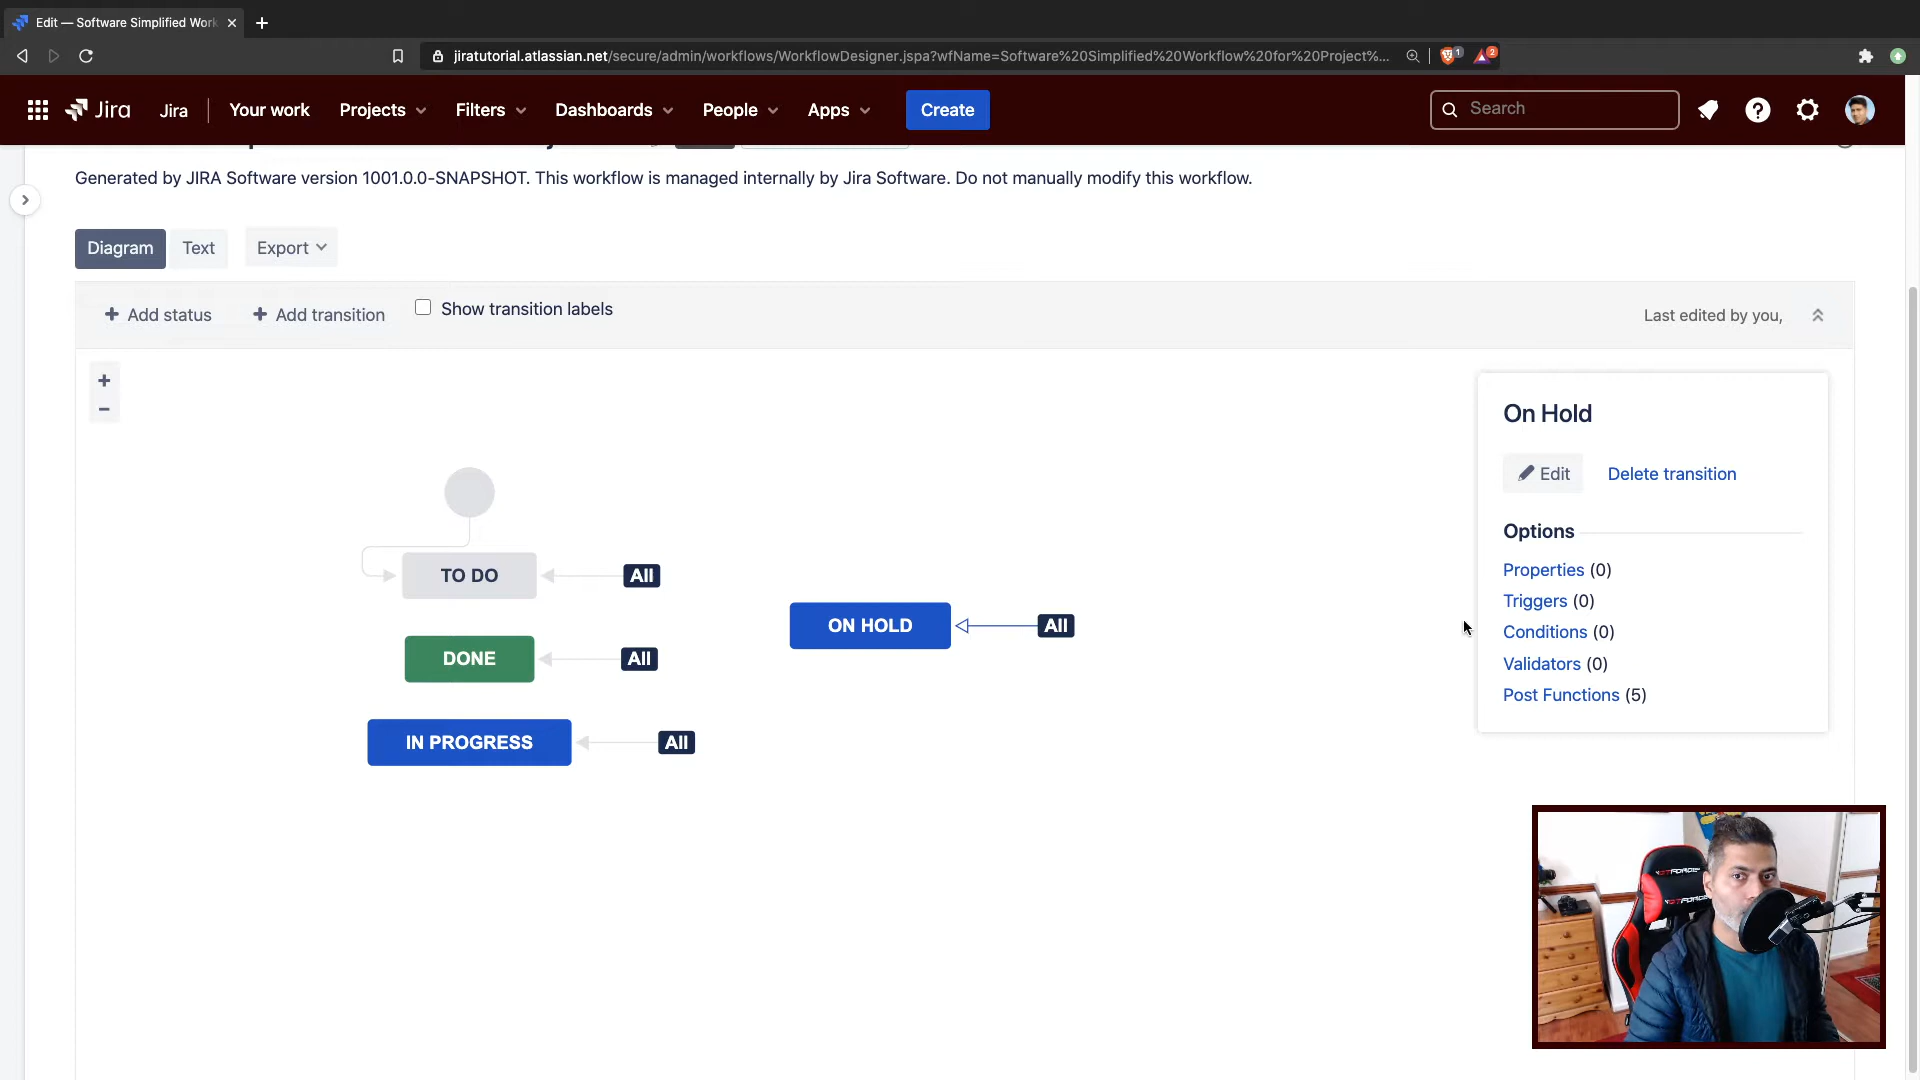 Edit — Software Simplified Work
jiratutorial.atlassian.net/secure/admin/workflows/WorkflowDesigner.jspa?wfName=Software%20Simplified%20Workflow%20for%20Project%...
1
2
Jira
Jira
Your work
Projects
Filters
Dashboards
People
Apps
Create
Search
Generated by JIRA Software version 1001.0.0-SNAPSHOT. This workflow is managed internally by Jira Software. Do not manually modify this workflow.
Diagram
Text
Export
+ Add status
+ Add transition
Show transition labels
Last edited by you,
+
−
On Hold
Edit
Delete transition
Options
Properties (0)
Triggers (0)
Conditions (0)
Validators (0)
Post Functions (5)
TO DO
All
ON HOLD
All
DONE
All
IN PROGRESS
All
GTFORCE
GTFORCE